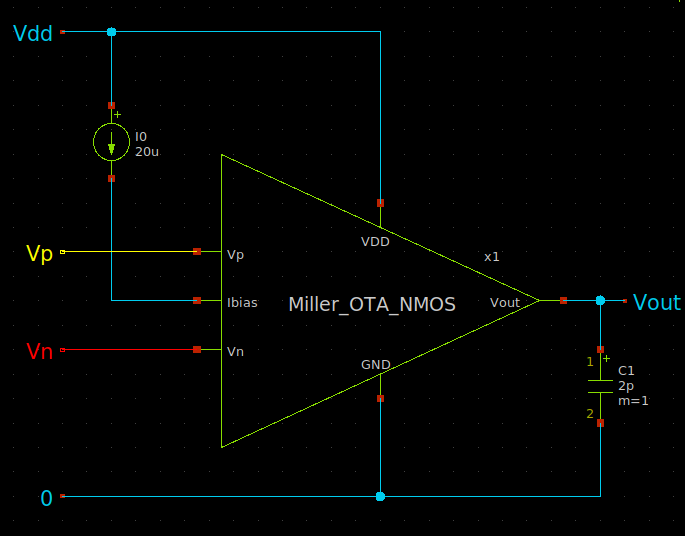 Vdd
+
I0
20u
Vp
Vp
VDD
x1
Ibias
Miller_OTA_NMOS
Vout
Vout
Vn
Vn
GND
1
+
C1
2p
m=1
2
0